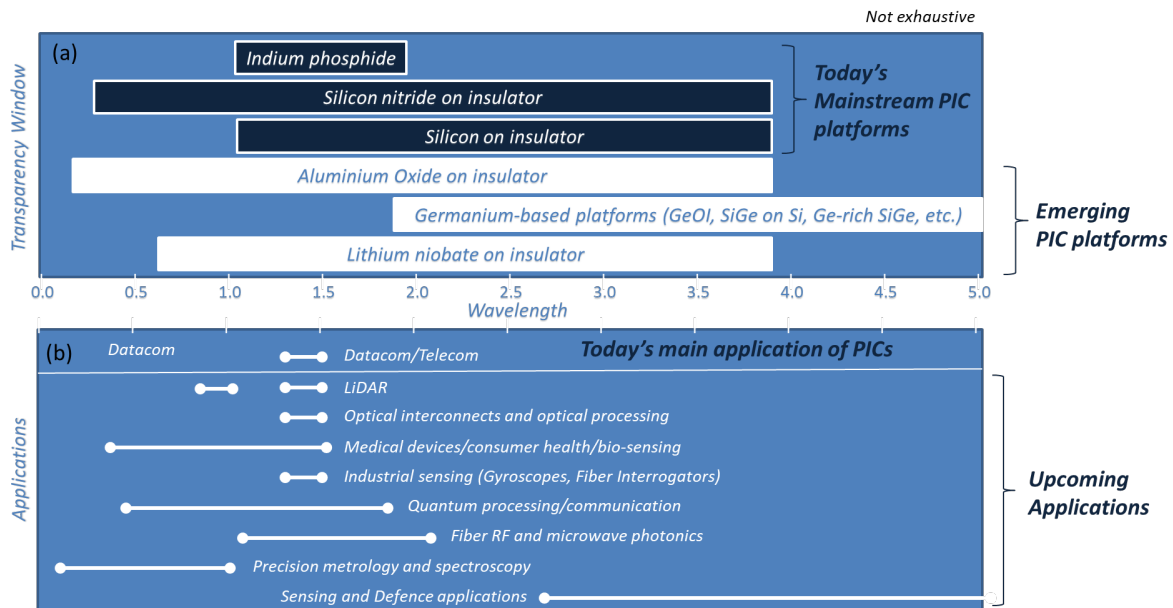 Not exhaustive
(a)
Transparency Window
Indium phosphide
Silicon nitride on insulator
Silicon on insulator
Today's
Mainstream PIC
platforms
Aluminium Oxide on insulator
Germanium-based platforms (GeOI, SiGe on Si, Ge-rich SiGe, etc.)
Lithium niobate on insulator
Emerging
PIC platforms
0.0 0.5 1.0 1.5 2.0 2.5 3.0 3.5 4.0 4.5 5.0
Wavelength
(b)
Applications
Datacom
Datacom/Telecom
Today's main application of PICs
LiDAR
Optical interconnects and optical processing
Medical devices/consumer health/bio-sensing
Industrial sensing (Gyroscopes, Fiber Interrogators)
Quantum processing/communication
Fiber RF and microwave photonics
Precision metrology and spectroscopy
Sensing and Defence applications
Upcoming
Applications